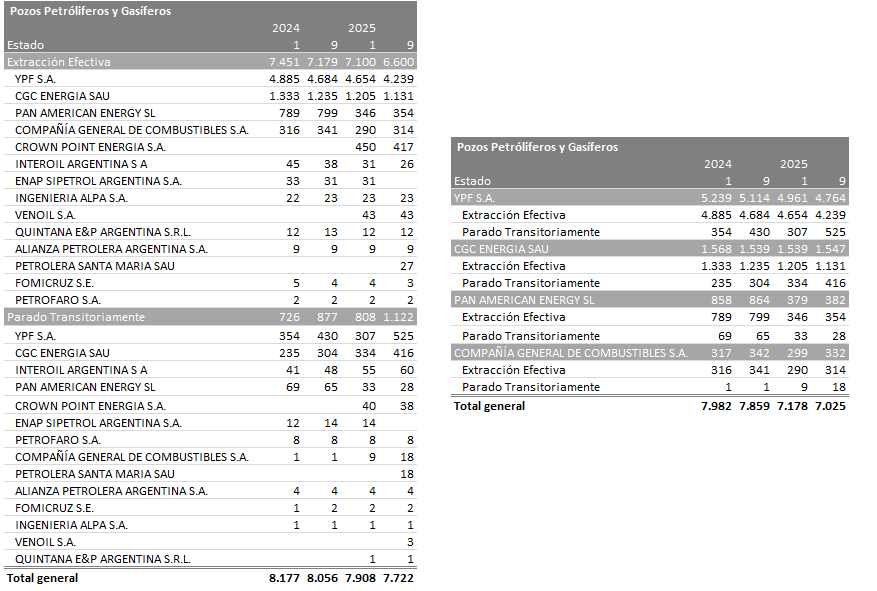 Pozos Petrólíferos y Gasíferos
2024 2025
Estado 1 9 1 9
Extracción Efectiva 7.451 7.179 7.100 6.600
YPF S.A. 4.885 4.684 4.654 4.239
CGC ENERGIA SAU 1.333 1.235 1.205 1.131
PAN AMERICAN ENERGY SL 789 799 346 354
COMPAÑÍA GENERAL DE COMBUSTIBLES S.A. 316 341 290 314
CROWN POINT ENERGIA S.A. 450 417
INTEROIL ARGENTINA S A 45 38 31 26
ENAP SIPETROL ARGENTINA S.A. 33 31 31
INGENIERIA ALPA S.A. 22 23 23 23
VENOIL S.A. 43 43
QUINTANA E&P ARGENTINA S.R.L. 12 13 12 12
ALIANZA PETROLERA ARGENTINA S.A. 9 9 9 9
PETROLERA SANTA MARIA SAU 27
FOMICRUZ S.E. 5 4 4 3
PETROFARO S.A. 2 2 2 2
Parado Transitoriamente 726 877 808 1.122
YPF S.A. 354 430 307 525
CGC ENERGIA SAU 235 304 334 416
INTEROIL ARGENTINA S A 41 48 55 60
PAN AMERICAN ENERGY SL 69 65 33 28
CROWN POINT ENERGIA S.A. 40 38
ENAP SIPETROL ARGENTINA S.A. 12 14 14
PETROFARO S.A. 8 8 8 8
COMPAÑÍA GENERAL DE COMBUSTIBLES S.A. 1 1 9 18
PETROLERA SANTA MARIA SAU 18
ALIANZA PETROLERA ARGENTINA S.A. 4 4 4 4
FOMICRUZ S.E. 1 2 2 2
INGENIERIA ALPA S.A. 1 1 1 1
VENOIL S.A. 3
QUINTANA E&P ARGENTINA S.R.L. 1 1
Total general 8.177 8.056 7.908 7.722
Pozos Petrólíferos y Gasíferos
2024 2025
Estado 1 9 1 9
YPF S.A. 5.239 5.114 4.961 4.764
Extracción Efectiva 4.885 4.684 4.654 4.239
Parado Transitoriamente 354 430 307 525
CGC ENERGIA SAU 1.568 1.539 1.539 1.547
Extracción Efectiva 1.333 1.235 1.205 1.131
Parado Transitoriamente 235 304 334 416
PAN AMERICAN ENERGY SL 858 864 379 382
Extracción Efectiva 789 799 346 354
Parado Transitoriamente 69 65 33 28
COMPAÑÍA GENERAL DE COMBUSTIBLES S.A. 317 342 299 332
Extracción Efectiva 316 341 290 314
Parado Transitoriamente 1 1 9 18
Total general 7.982 7.859 7.178 7.025